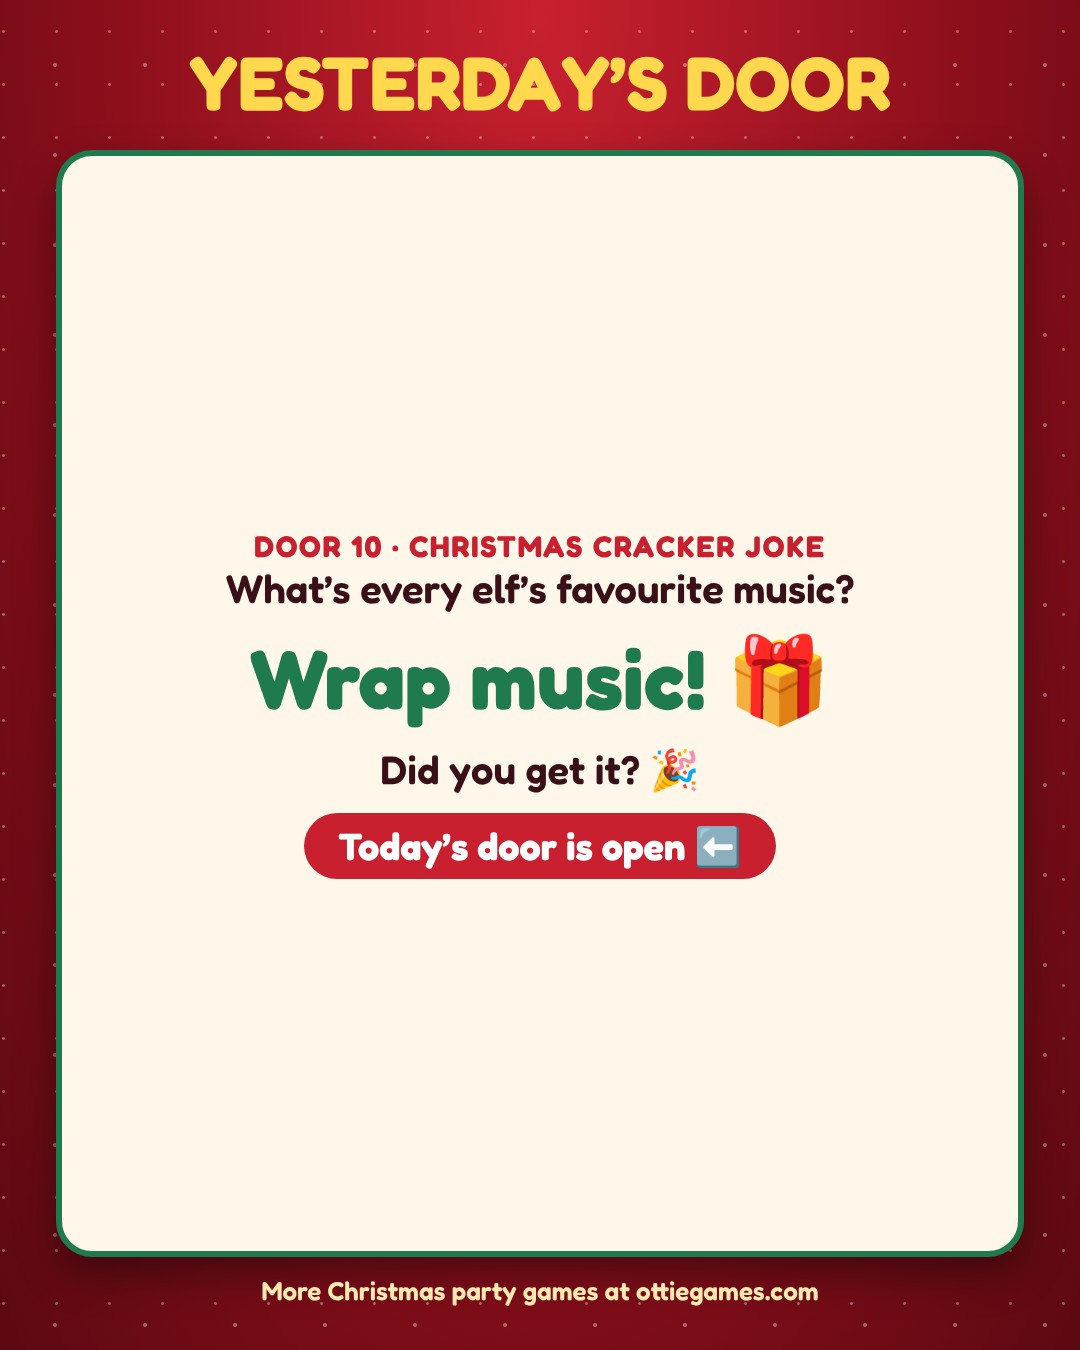 YESTERDAY’S DOOR
DOOR 10 · CHRISTMAS CRACKER JOKE
What’s every elf’s favourite music?
Wrap music! 🎁
Did you get it? 🎉
Today’s door is open ⬅️
More Christmas party games at ottiegames.com